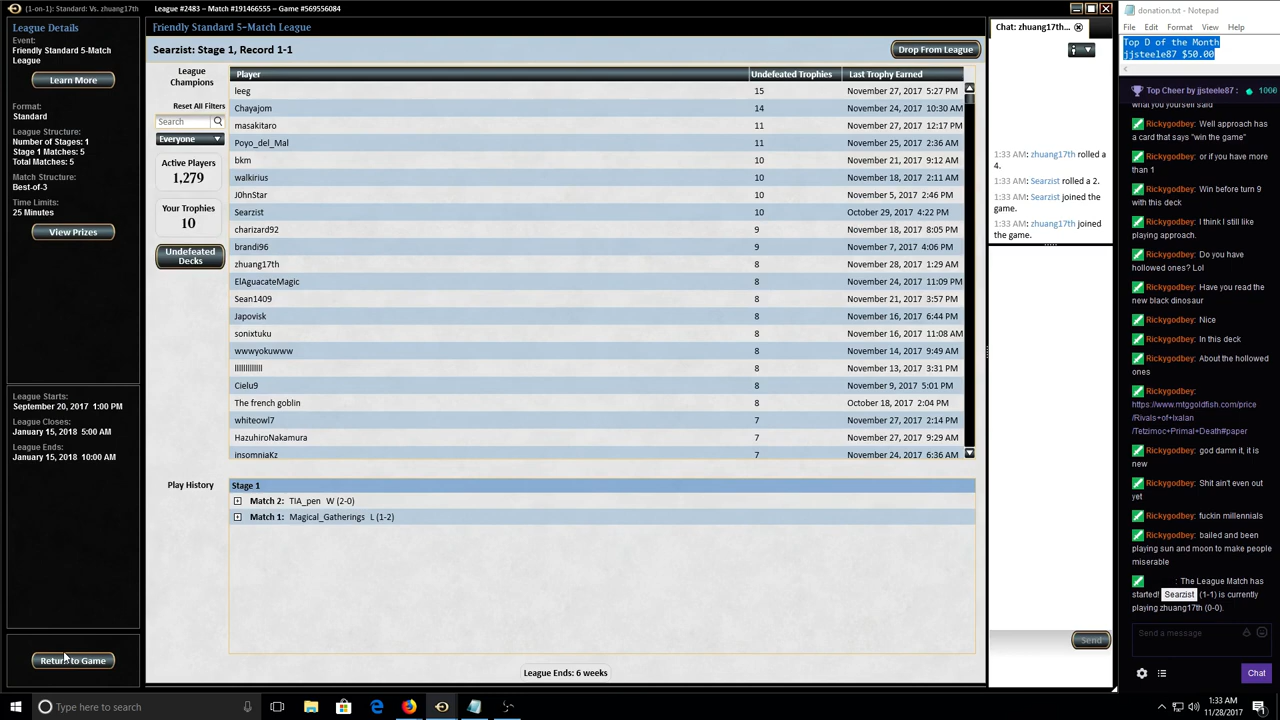 (1-on-1): Standard: Vs. zhuang17th
League #2483 - Match #191466555 - Game #569556084
League Details
Event:
Friendly Standard 5-Match
League
Learn More
Format:
Standard
League Structure:
Number of Stages: 1
Stage 1 Matches: 5
Total Matches: 5
Match Structure:
Best-of-3
Time Limits:
25 Minutes
View Prizes
League Starts:
September 20, 2017 1:00 PM
League Closes:
January 15, 2018 5:00 AM
League Ends:
January 15, 2018 10:00 AM
Return to Game
Friendly Standard 5-Match League
Searzist: Stage 1, Record 1-1
Drop From League
League
Champions
Reset All Filters
Search
Everyone
Active Players
1,279
Your Trophies
10
Undefeated
Decks
Player Undefeated Trophies Last Trophy Earned
leeg 15 November 27, 2017 5:27 PM
Chayajom 14 November 24, 2017 10:30 AM
masakitaro 11 November 27, 2017 12:17 PM
Poyo_del_Mal 11 November 25, 2017 2:36 AM
bkm 10 November 21, 2017 9:12 AM
walkirius 10 November 18, 2017 2:11 AM
J0hnStar 10 November 5, 2017 2:46 PM
Searzist 10 October 29, 2017 4:22 PM
charizard92 9 November 18, 2017 8:05 PM
brandi96 9 November 7, 2017 4:06 PM
zhuang17th 8 November 28, 2017 1:29 AM
ElAguacateMagic 8 November 24, 2017 11:09 PM
Sean1409 8 November 21, 2017 3:57 PM
Japovisk 8 November 16, 2017 6:44 PM
sonixtuku 8 November 16, 2017 11:08 AM
wwwyokuwww 8 November 14, 2017 9:49 AM
8 November 13, 2017 3:31 PM
Cielu9 8 November 9, 2017 5:01 PM
The french goblin 8 October 18, 2017 2:04 PM
whiteowl7 7 November 27, 2017 2:14 PM
HazuhiroNakamura 7 November 27, 2017 9:29 AM
insomniaKz 7 November 24, 2017 6:36 AM
Play History
Stage 1
Match 2: TIA_pen W (2-0)
Match 1: Magical_Gatherings L (1-2)
League Ends: 6 weeks
Chat: zhuang17th...
1:33 AM: zhuang17th rolled a
4.
1:33 AM: Searzist rolled a 2.
1:33 AM: Searzist joined the
game.
1:33 AM: zhuang17th joined
the game.
Send
donation.txt - Notepad
File Edit Format View Help
Top D of the Month
jjsteele87 $50.00
Top Cheer by jjsteele87 : 1000
what you yourself said
Rickygodbey: Well approach has
a card that says "win the game"
Rickygodbey: or if you have more
than 1
Rickygodbey: Win before turn 9
with this deck
Rickygodbey: I think I still like
playing approach.
Rickygodbey: Do you have
hollowed ones? Lol
Rickygodbey: Have you read the
new black dinosaur
Rickygodbey: Nice
Rickygodbey: In this deck
Rickygodbey: About the hollowed
ones
Rickygodbey:
https://www.mtggoldfish.com/price
/Rivals+of+Ixalan
/Tetzimoc+Primal+Death#paper
Rickygodbey: god damn it, it is
new
Rickygodbey: Shit ain't even out
yet
Rickygodbey: fuckin millennials
Rickygodbey: bailed and been
playing sun and moon to make people
miserable
: The League Match has
started! Searzist (1-1) is currently
playing zhuang17th (0-0).
Send a message
Chat
Type here to search
1:33 AM
11/28/2017